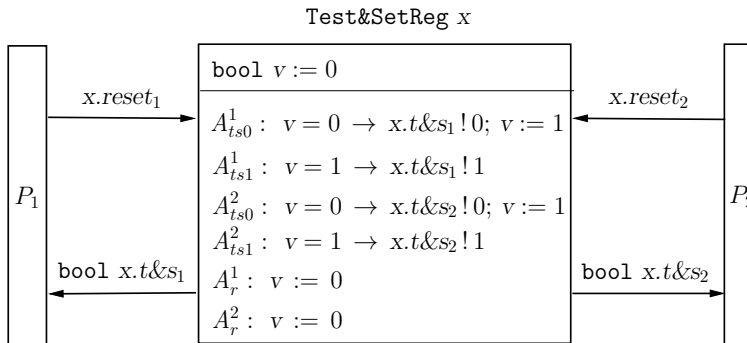 Test&SetReg x
bool v := 0
x.reset₁
x.reset₂
A¹ₜₛ₀ : v = 0 → x.t&s₁ ! 0; v := 1
A¹ₜₛ₁ : v = 1 → x.t&s₁ ! 1
P₁
A²ₜₛ₀ : v = 0 → x.t&s₂ ! 0; v := 1
A²ₜₛ₁ : v = 1 → x.t&s₂ ! 1
bool x.t&s₁
bool x.t&s₂
A¹ᵣ : v := 0
A²ᵣ : v := 0